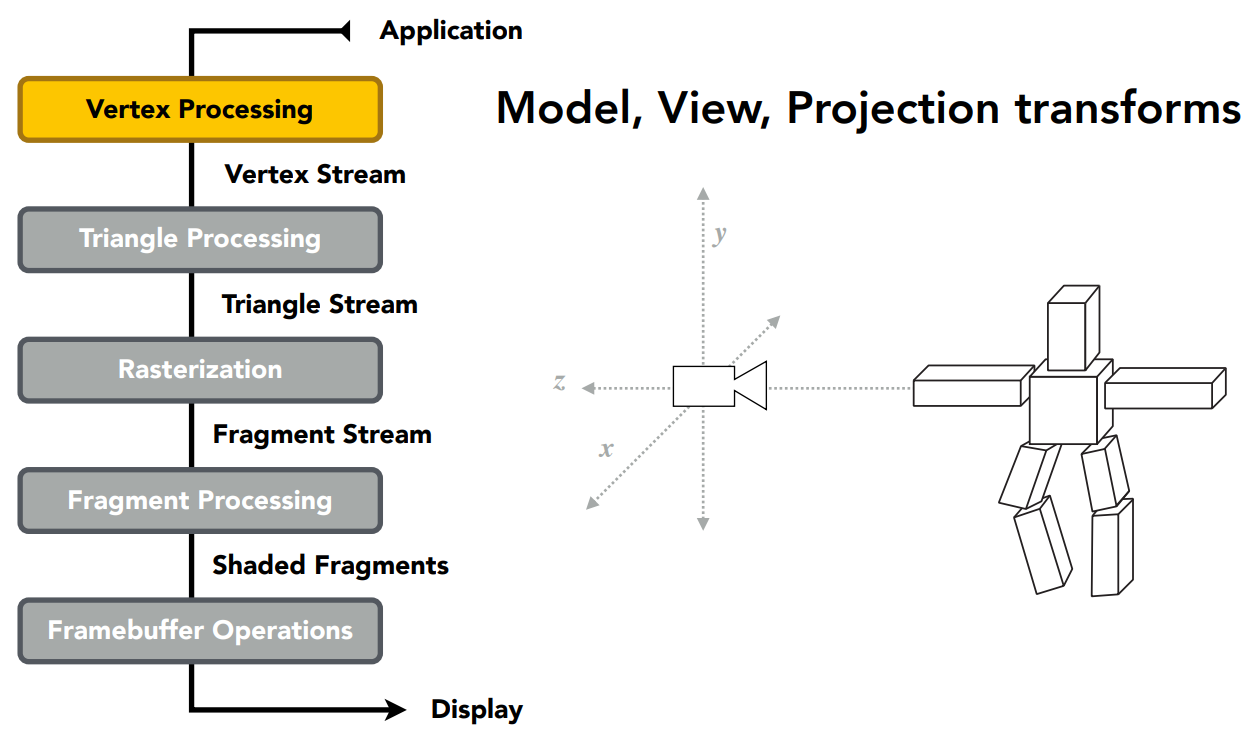 Application
Vertex Processing
Model, View, Projection transforms
Vertex Stream
Triangle Processing
Triangle Stream
Rasterization
Fragment Stream
Fragment Processing
Shaded Fragments
Framebuffer Operations
Display
y
z
x